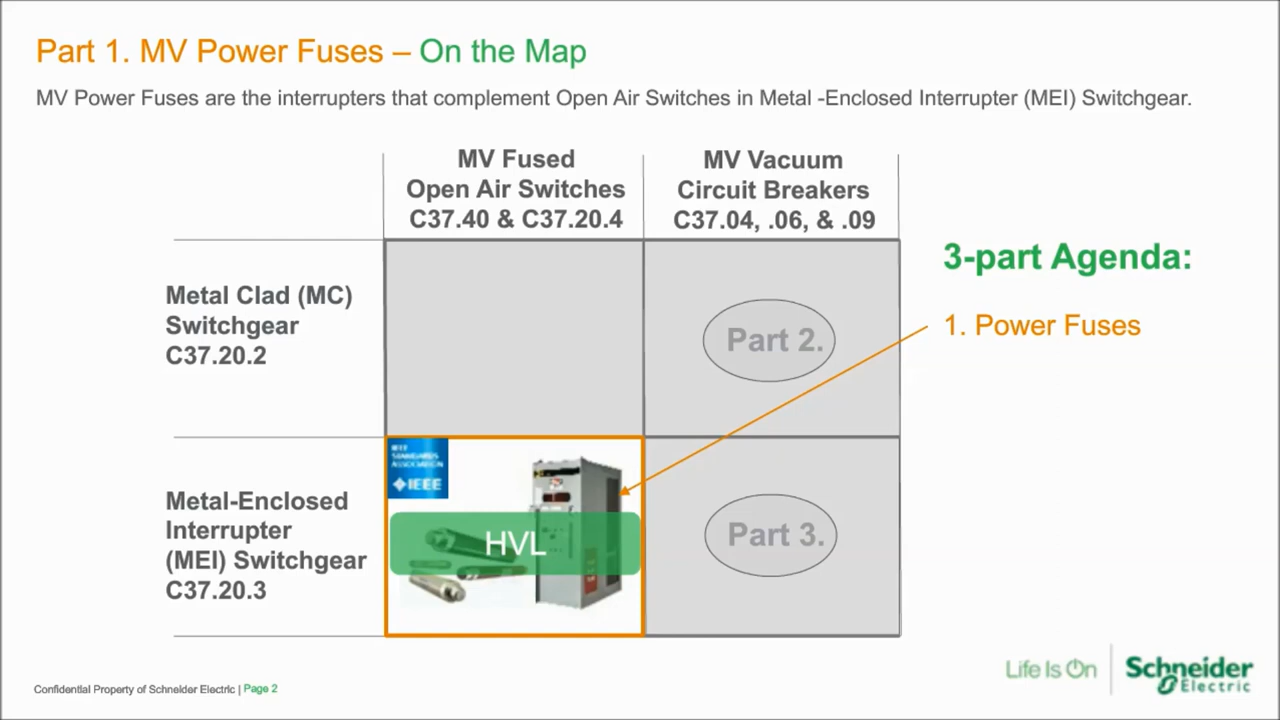 Part 1. MV Power Fuses – On the Map
MV Power Fuses are the interrupters that complement Open Air Switches in Metal -Enclosed Interrupter (MEI) Switchgear.
MV Fused
Open Air Switches
C37.40 & C37.20.4
MV Vacuum
Circuit Breakers
C37.04, .06, & .09
3-part Agenda:
1. Power Fuses
Metal Clad (MC)
Switchgear
C37.20.2
Part 2.
Metal-Enclosed
Interrupter
(MEI) Switchgear
C37.20.3
IEEE
STANDARDS
ASSOCIATION
IEEE
HVL
Part 3.
Confidential Property of Schneider Electric | Page 2
Life Is On
Schneider
Electric